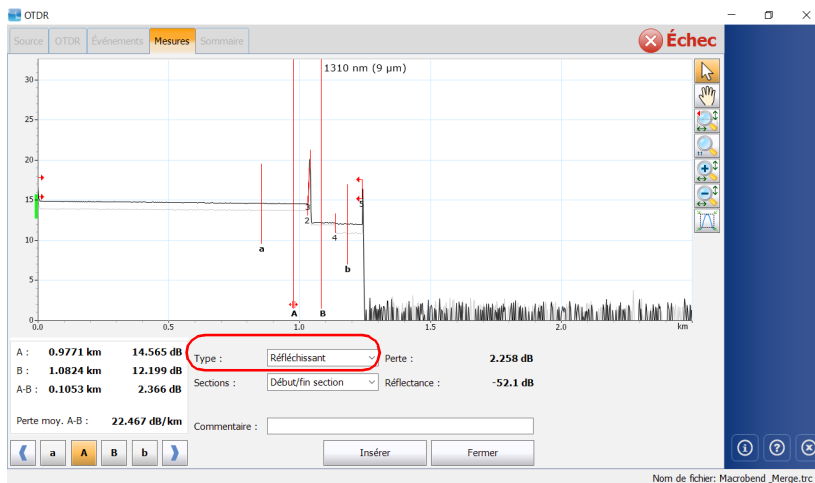 OTDR
Source OTDR Événements Mesures Sommaire
Échec
1310 nm (9 µm)
30
25
20
15
10
5
0
3
2
4
5
a
b
A B
0.0 0.5 1.0 1.5 2.0 km
A : 0.9771 km 14.565 dB
B : 1.0824 km 12.199 dB
A-B : 0.1053 km 2.366 dB
Perte moy. A-B : 22.467 dB/km
Type : Réfléchissant Perte : 2.258 dB
Sections : Début/fin section Réflectance : -52.1 dB
Commentaire :
a A B b
Insérer Fermer
Nom de fichier: Macrobend _Merge.trc